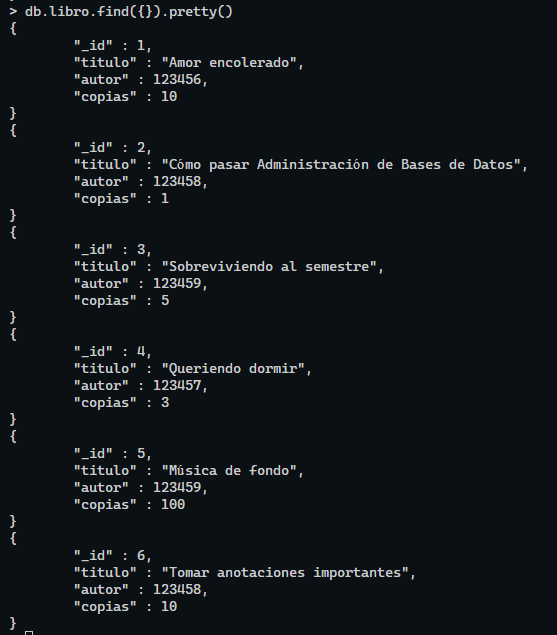 > db.libro.find({}).pretty()
{
"_id" : 1,
"titulo" : "Amor encolerado",
"autor" : 123456,
"copias" : 10
}
{
"_id" : 2,
"titulo" : "Cómo pasar Administración de Bases de Datos",
"autor" : 123458,
"copias" : 1
}
{
"_id" : 3,
"titulo" : "Sobreviviendo al semestre",
"autor" : 123459,
"copias" : 5
}
{
"_id" : 4,
"titulo" : "Queriendo dormir",
"autor" : 123457,
"copias" : 3
}
{
"_id" : 5,
"titulo" : "Música de fondo",
"autor" : 123459,
"copias" : 100
}
{
"_id" : 6,
"titulo" : "Tomar anotaciones importantes",
"autor" : 123458,
"copias" : 10
}